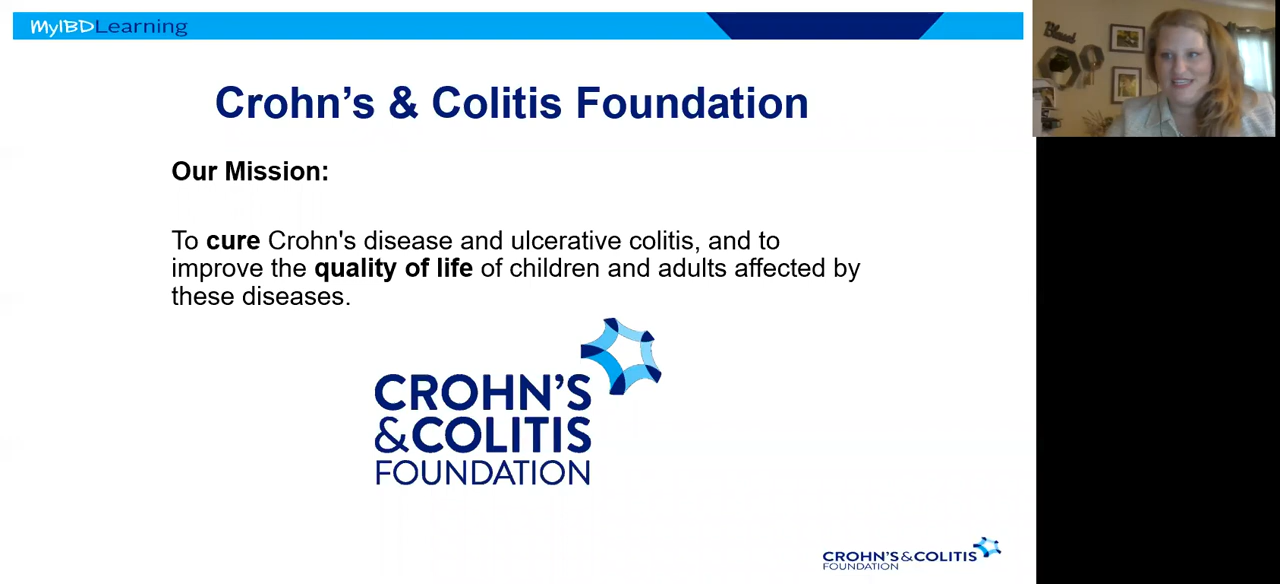 MyIBDLearning
Crohn's & Colitis Foundation
Our Mission:
To cure Crohn's disease and ulcerative colitis, and to
improve the quality of life of children and adults affected by
these diseases.
CROHN'S
&COLITIS
FOUNDATION
CROHN'S&COLITIS
FOUNDATION
Blessed